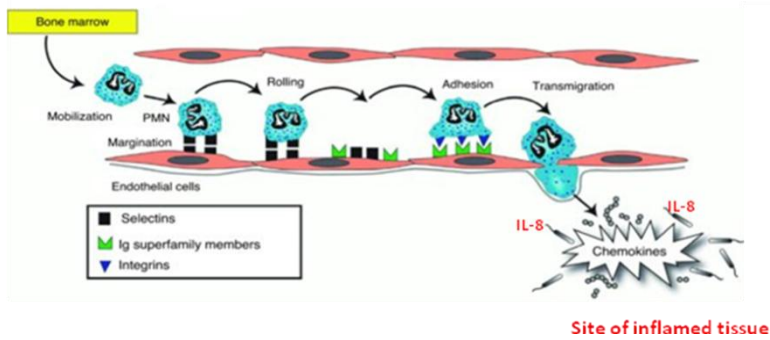 Bone marrow
Rolling
Adhesion
Transmigration
Mobilization
PMN
Margination
Endothelial cells
Selectins
Ig superfamily members
Integrins
IL-8
IL-8
Chemokines
Site of inflamed tissue